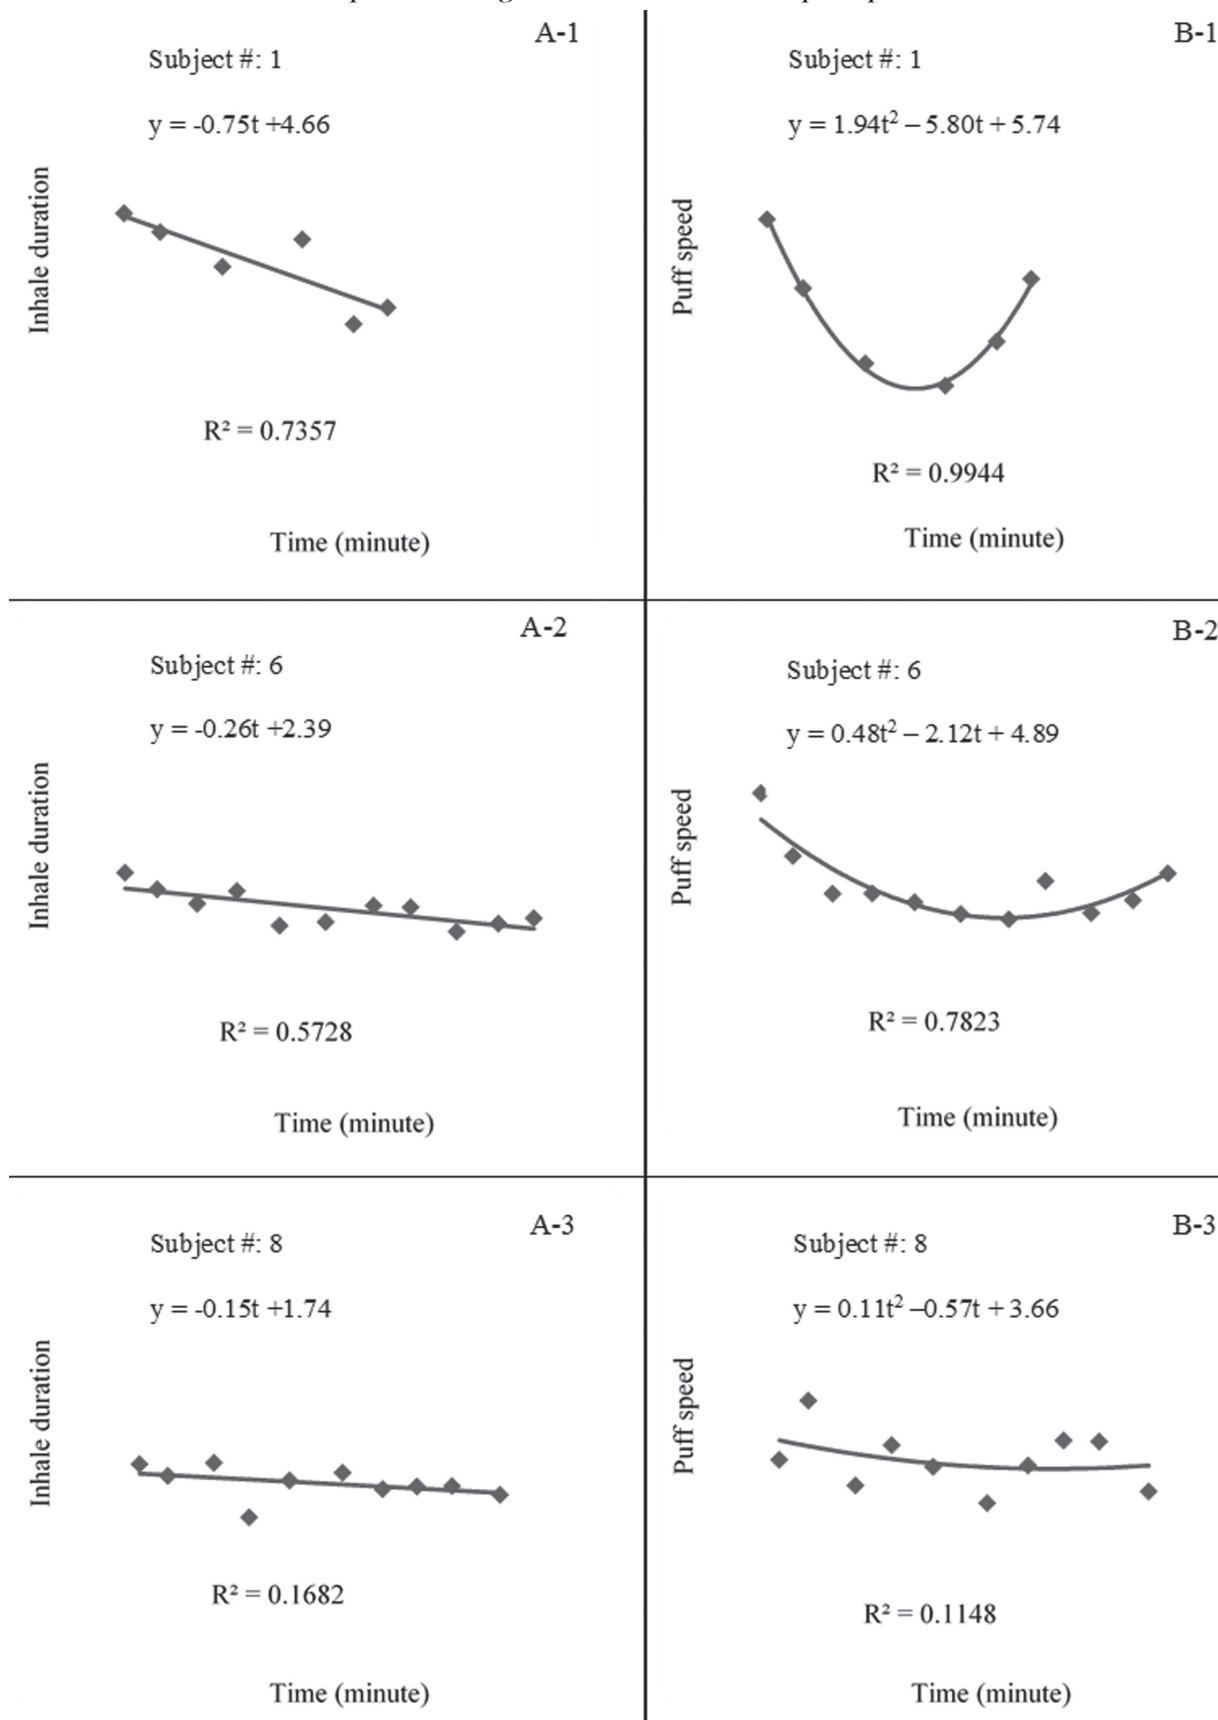 A-1
Subject #: 1
y = -0.75t +4.66
Inhale duration
R² = 0.7357
Time (minute)
B-1
Subject #: 1
y = 1.94t² – 5.80t + 5.74
Puff speed
R² = 0.9944
Time (minute)
A-2
Subject #: 6
y = -0.26t +2.39
Inhale duration
R² = 0.5728
Time (minute)
B-2
Subject #: 6
y = 0.48t² – 2.12t + 4.89
Puff speed
R² = 0.7823
Time (minute)
A-3
Subject #: 8
y = -0.15t +1.74
Inhale duration
R² = 0.1682
Time (minute)
B-3
Subject #: 8
y = 0.11t² –0.57t + 3.66
Puff speed
R² = 0.1148
Time (minute)